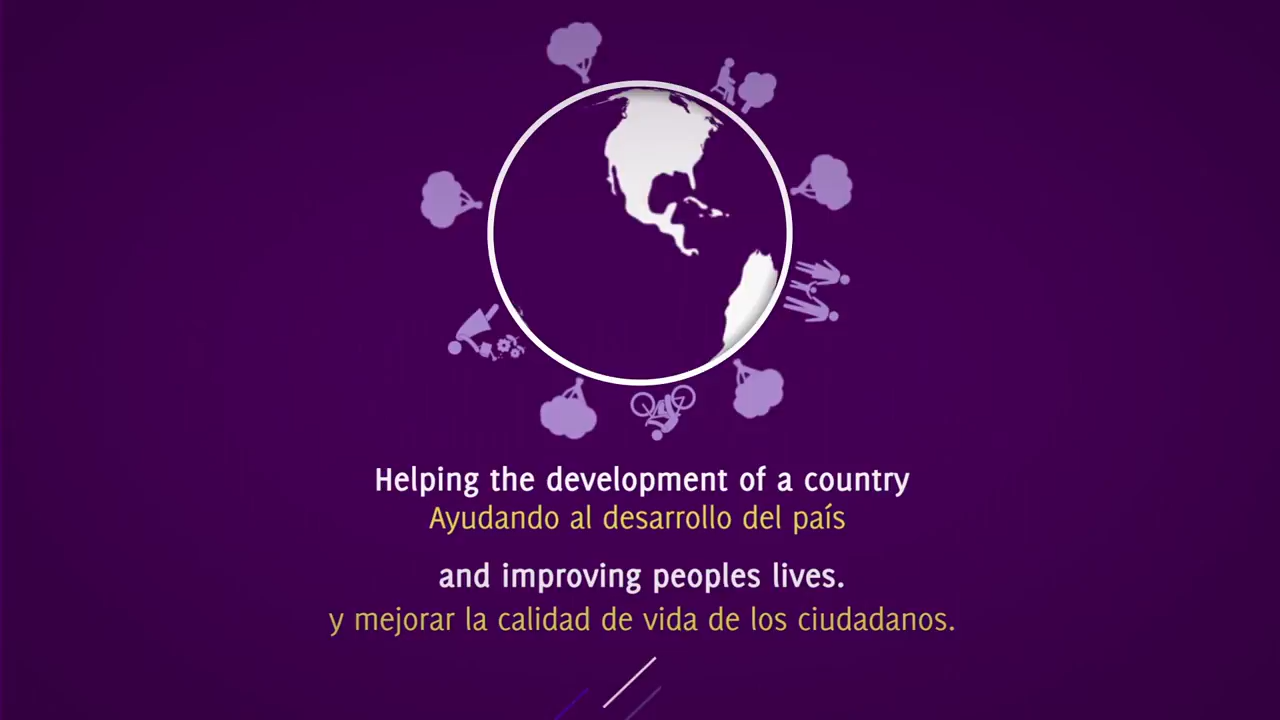 Helping the development of a country
Ayudando al desarrollo del país
and improving peoples lives.
y mejorar la calidad de vida de los ciudadanos.